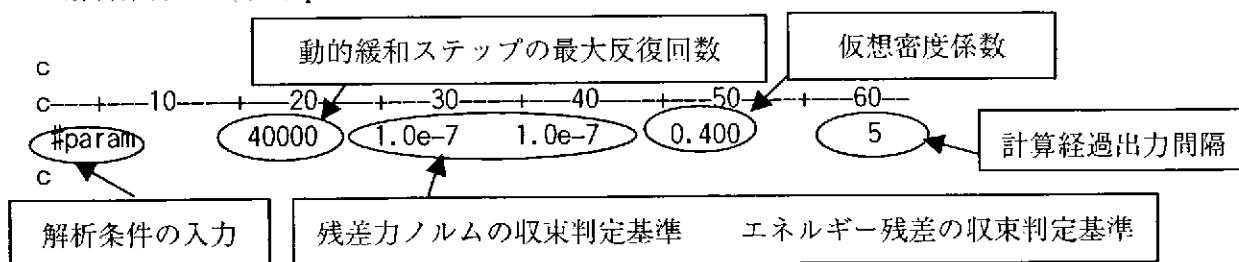 動的緩和ステップの最大反復回数
仮想密度係数
c
c----+----10----+----20----+----30----+----40----+----50----+----60--
#param 40000 1.0e-7 1.0e-7 0.400 5
計算経過出力間隔
c
解析条件の入力
残差力ノルムの収束判定基準 エネルギー残差の収束判定基準